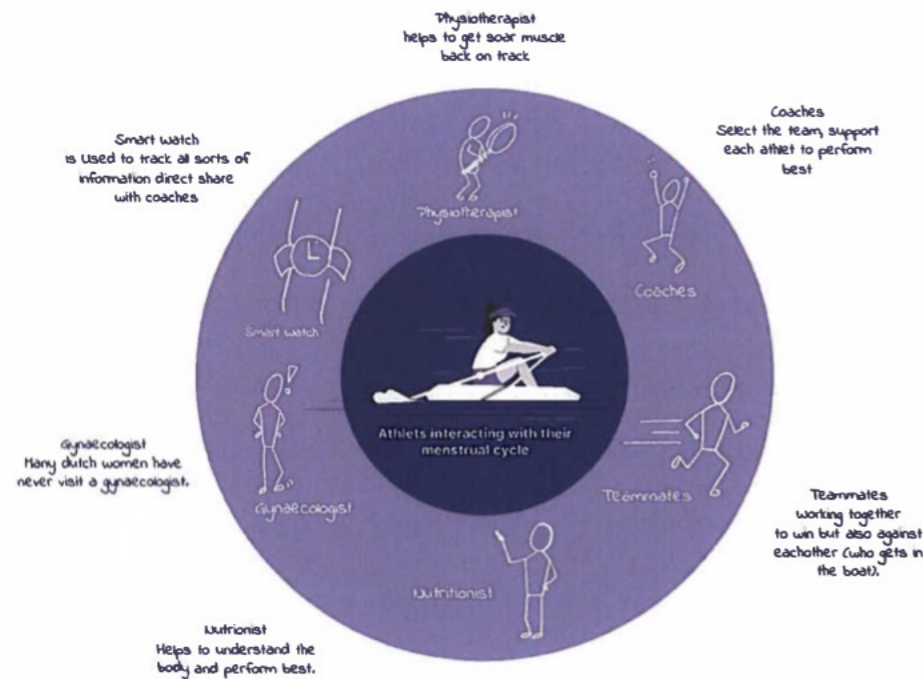 Physiotherapist
helps to get soar muscle
back on track
Coaches
Select the team, support
each athlet to perform
best
Smart watch
is used to track all sorts of
information direct share
with coaches
Physiotherapist
Coaches
Smart watch
Athlets interacting with their
menstrual cycle
Gynaecologist
Many dutch women have
never visit a gynaecologist.
Gynaecologist
Teammates
Teammates
working together
to win but also against
eachother (who gets in
the boat).
Nutritionist
Nutrionist
Helps to understand the
body and perform best.